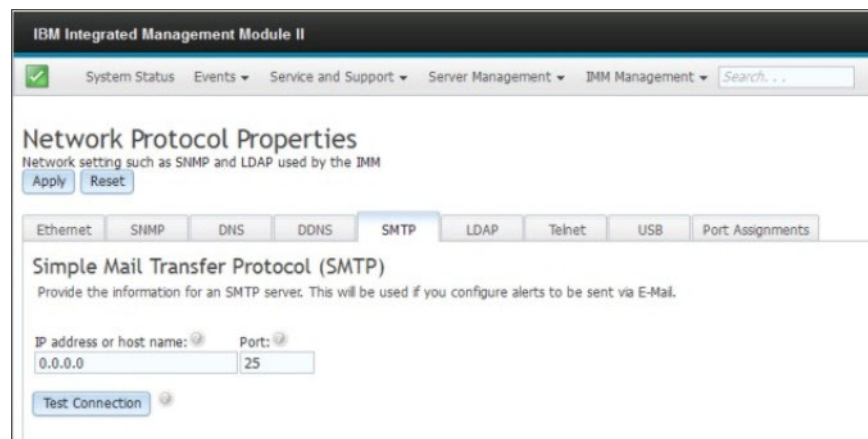 IBM Integrated Management Module II
System Status Events Service and Support Server Management IMM Management Search. . .
Network Protocol Properties
Network setting such as SNMP and LDAP used by the IMM
Apply Reset
Ethernet SNMP DNS DDNS SMTP LDAP Telnet USB Port Assignments
Simple Mail Transfer Protocol (SMTP)
Provide the information for an SMTP server. This will be used if you configure alerts to be sent via E-Mail.
IP address or host name: Port:
0.0.0.0 25
Test Connection